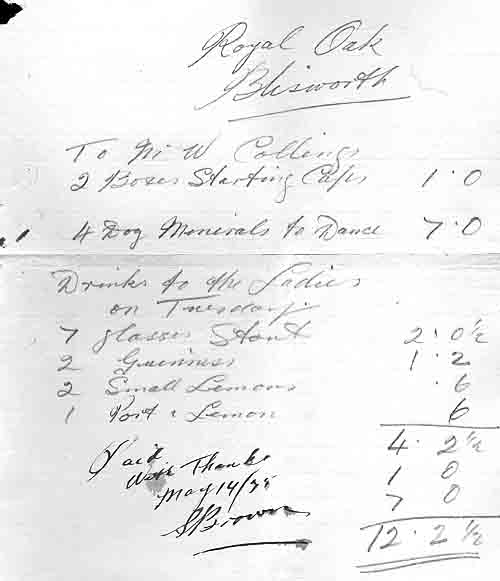 Royal Oak
Blisworth
To Mr W Collings
2 Boxes Starting Caps 1 · 0
4 Doz Minerals to Dance 7 · 0
Drinks to the Ladies
on Tuesday
7 glasses Stout 2 · 0½
2 Guinness 1 · 2
2 Small Lemons · 6
1 Port & Lemon 6
4 · 2½
1 0
7 0
12 · 2½
Paid
With Thanks
May 14/35
S Brown